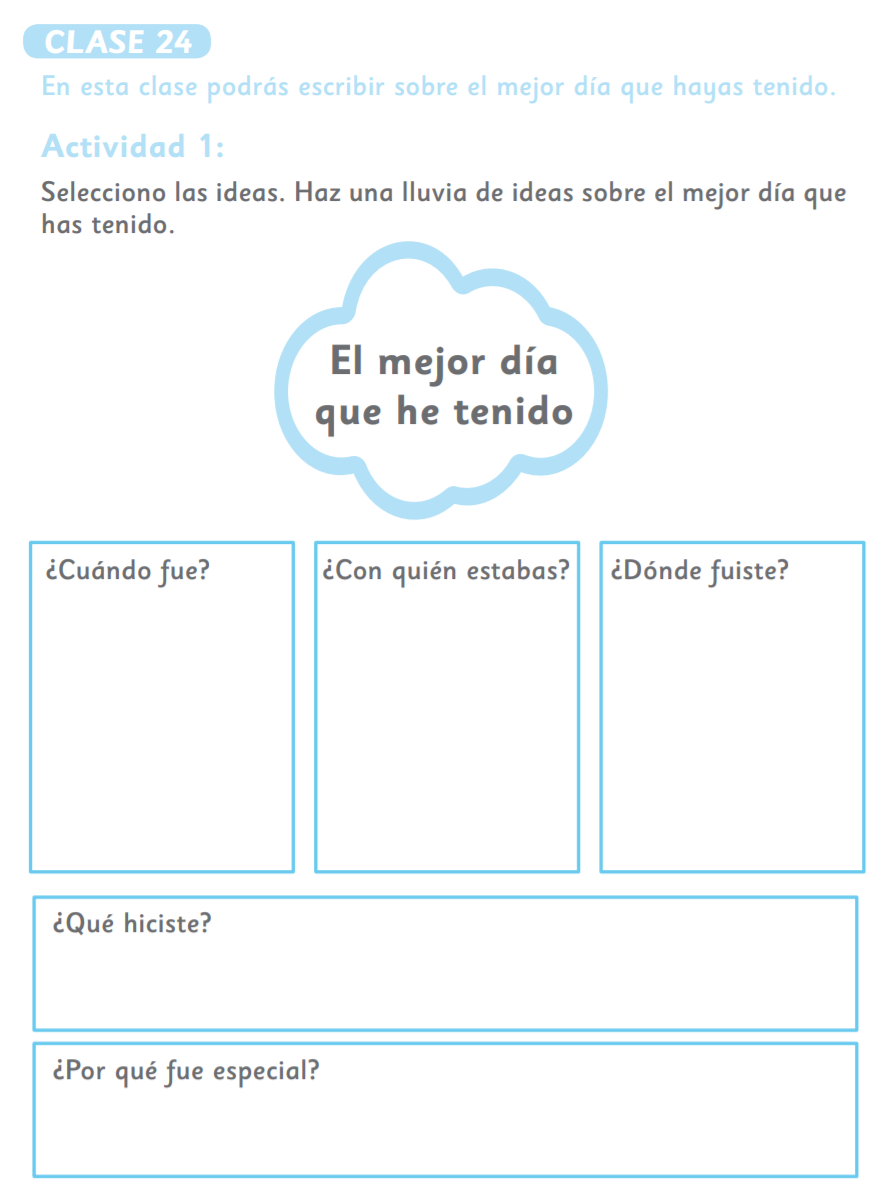 CLASE 24
En esta clase podrás escribir sobre el mejor día que hayas tenido.
Actividad 1:
Selecciono las ideas. Haz una lluvia de ideas sobre el mejor día que
has tenido.
El mejor día
que he tenido
¿Cuándo fue?
¿Con quién estabas?
¿Dónde fuiste?
¿Qué hiciste?
¿Por qué fue especial?